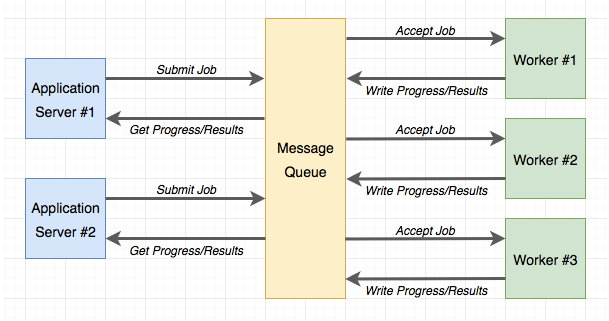 Accept Job
Worker #1
Write Progress/Results
Submit Job
Application
Server #1
Get Progress/Results
Message
Queue
Accept Job
Worker #2
Write Progress/Results
Submit Job
Application
Server #2
Get Progress/Results
Accept Job
Worker #3
Write Progress/Results